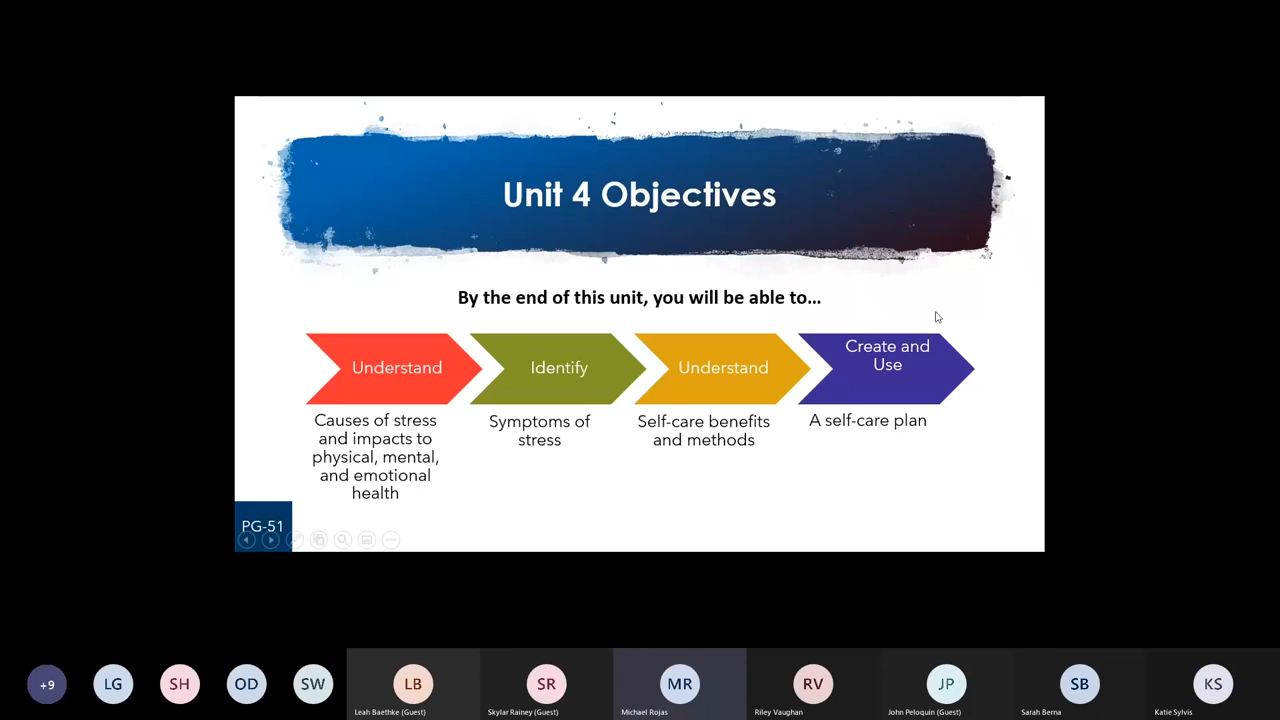 Unit 4 Objectives
By the end of this unit, you will be able to...
Understand
Identify
Understand
Create and
Use
Causes of stress
and impacts to
physical, mental,
and emotional
health
Symptoms of
stress
Self-care benefits
and methods
A self-care plan
PG-51
+9
LG
SH
OD
SW
LB
SR
MR
RV
JP
SB
KS
Leah Baethke (Guest)
Skylar Rainey (Guest)
Michael Rojas
Riley Vaughan
John Peloquin (Guest)
Sarah Berna
Katie Sylvis